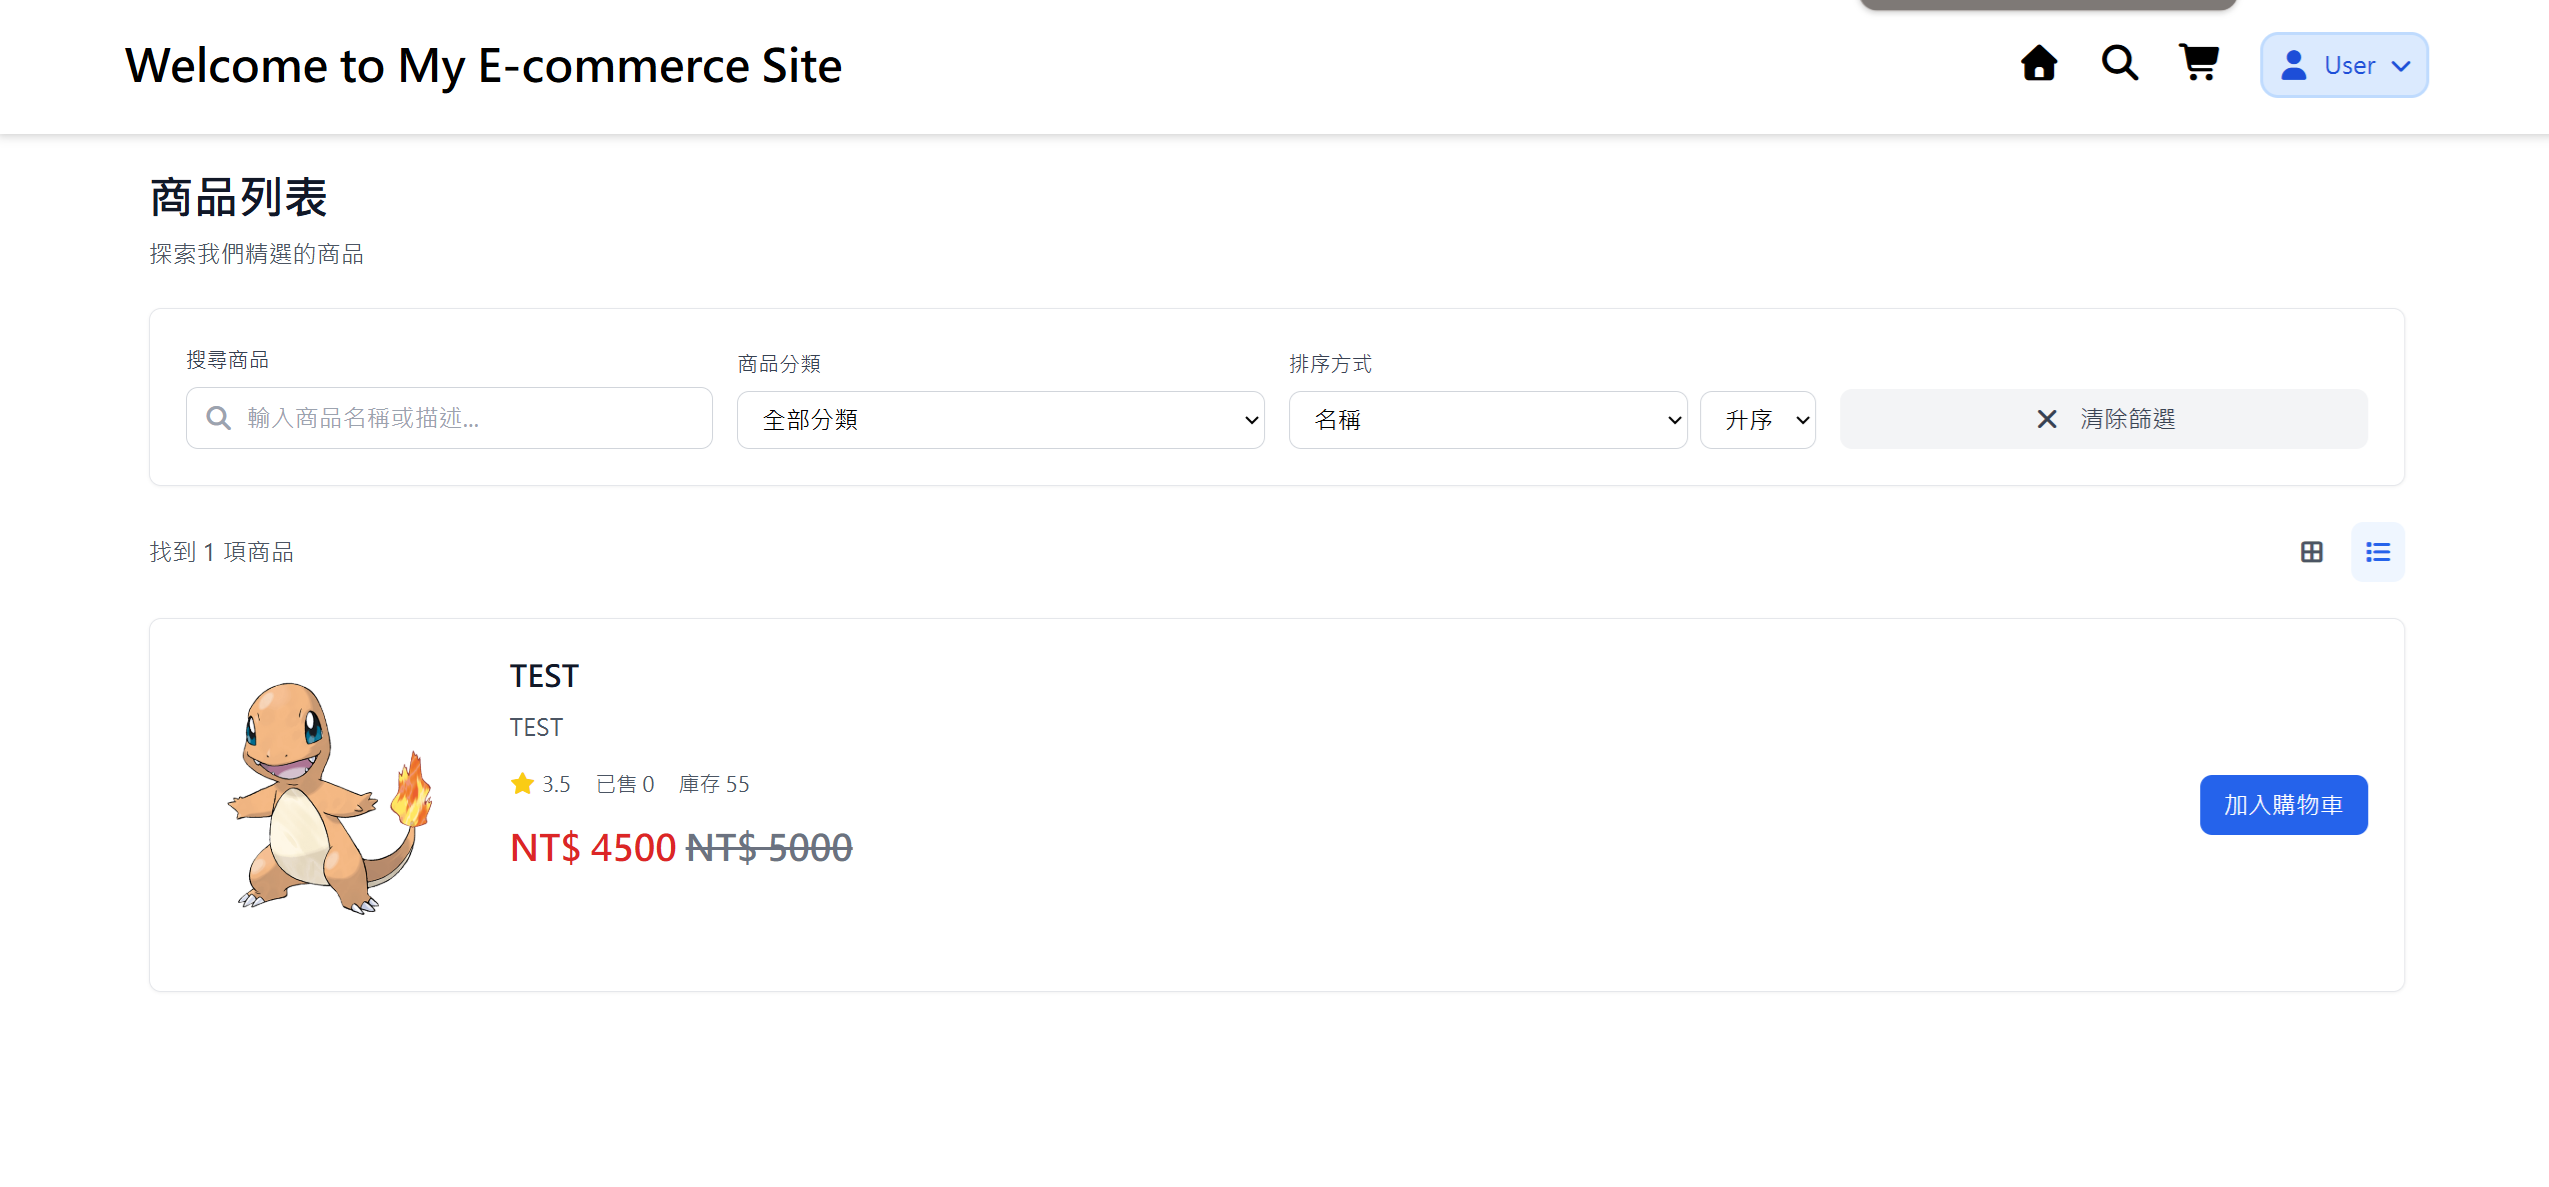 Welcome to My E-commerce Site
User
商品列表
探索我們精選的商品
搜尋商品
輸入商品名稱或描述...
商品分類
全部分類
排序方式
名稱
升序
清除篩選
找到 1 項商品
TEST
TEST
3.5 已售 0 庫存 55
NT$ 4500 NT$ 5000
加入購物車